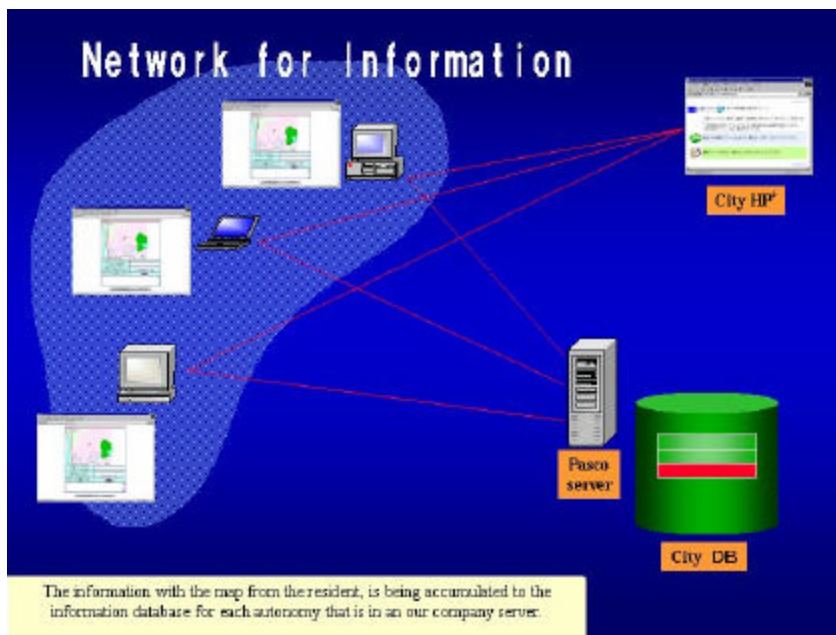 Network for Information
City HP
Pasco
server
City DB
The information with the map from the resident, is being accumulated to the
information database for each autonomy that is in an our company server.